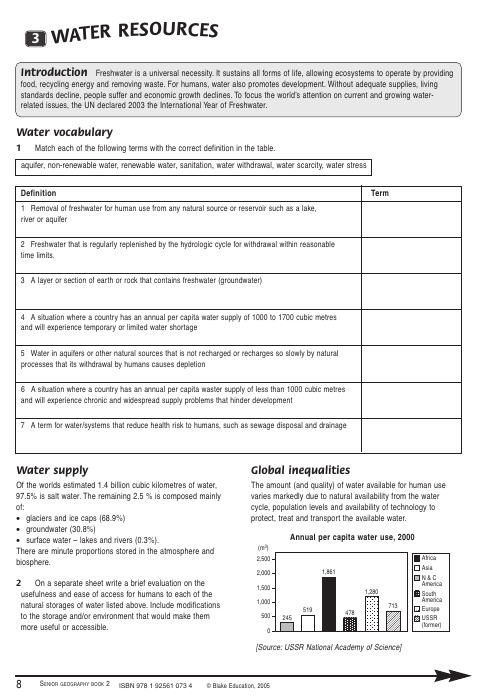 3 WATER RESOURCES
Introduction Freshwater is a universal necessity. It sustains all forms of life, allowing ecosystems to operate by providing
food, recycling energy and removing waste. For humans, water also promotes development. Without adequate supplies, living
standards decline, people suffer and economic growth declines. To focus the world's attention on current and growing water-
related issues, the UN declared 2003 the International Year of Freshwater.
Water vocabulary
1 Match each of the following terms with the correct definition in the table.
aquifer, non-renewable water, renewable water, sanitation, water withdrawal, water scarcity, water stress
Definition Term
1 Removal of freshwater for human use from any natural source or reservoir such as a lake,
river or aquifer
2 Freshwater that is regularly replenished by the hydrologic cycle for withdrawal within reasonable
time limits.
3 A layer or section of earth or rock that contains freshwater (groundwater)
4 A situation where a country has an annual per capita water supply of 1000 to 1700 cubic metres
and will experience temporary or limited water shortage
5 Water in aquifers or other natural sources that is not recharged or recharges so slowly by natural
processes that its withdrawal by humans causes depletion
6 A situation where a country has an annual per capita waster supply of less than 1000 cubic metres
and will experience chronic and widespread supply problems that hinder development
7 A term for water/systems that reduce health risk to humans, such as sewage disposal and drainage
Water supply
Of the worlds estimated 1.4 billion cubic kilometres of water,
97.5% is salt water. The remaining 2.5 % is composed mainly
of:
• glaciers and ice caps (68.9%)
• groundwater (30.8%)
• surface water – lakes and rivers (0.3%).
There are minute proportions stored in the atmosphere and
biosphere.
2 On a separate sheet write a brief evaluation on the
usefulness and ease of access for humans to each of the
natural storages of water listed above. Include modifications
to the storage and/or environment that would make them
more useful or accessible.
Global inequalities
The amount (and quality) of water available for human use
varies markedly due to natural availability from the water
cycle, population levels and availability of technology to
protect, treat and transport the available water.
Annual per capita water use, 2000
(m³)
2,500
2,000
1,500
1,000
500
0
245
519
1,861
478
1,280
713
Africa
Asia
N & C
America
South
America
Europe
USSR
(former)
[Source: USSR National Academy of Science]
8 SENIOR GEOGRAPHY BOOK 2 ISBN 978 1 92561 073 4 © Blake Education, 2005